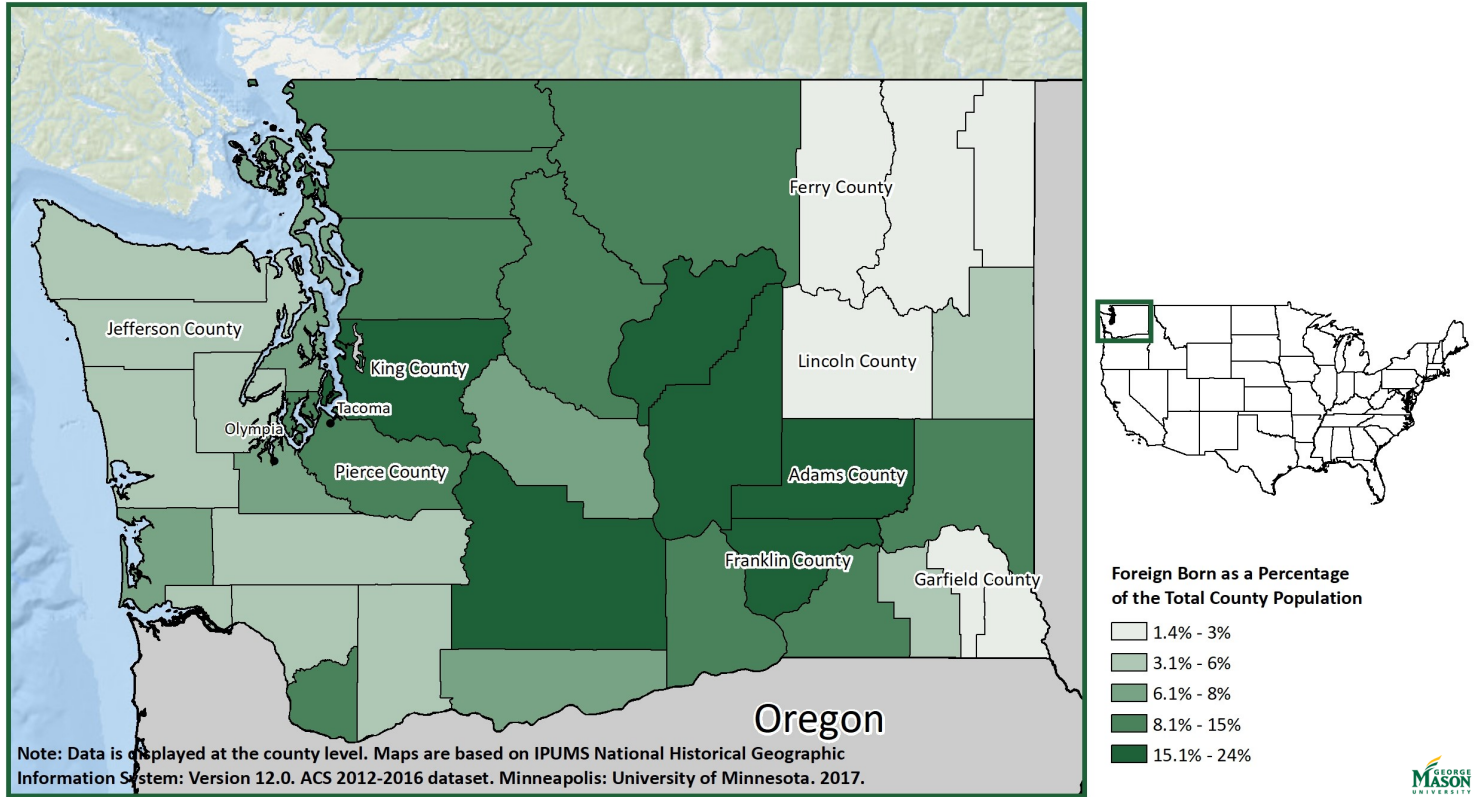 Ferry County
Jefferson County
King County
Lincoln County
Tacoma
Olympia
Pierce County
Adams County
Franklin County
Garfield County
Oregon
Note: Data is displayed at the county level. Maps are based on IPUMS National Historical Geographic
Information System: Version 12.0. ACS 2012-2016 dataset. Minneapolis: University of Minnesota. 2017.
Foreign Born as a Percentage
of the Total County Population
1.4% - 3%
3.1% - 6%
6.1% - 8%
8.1% - 15%
15.1% - 24%
GEORGE
MASON
UNIVERSITY